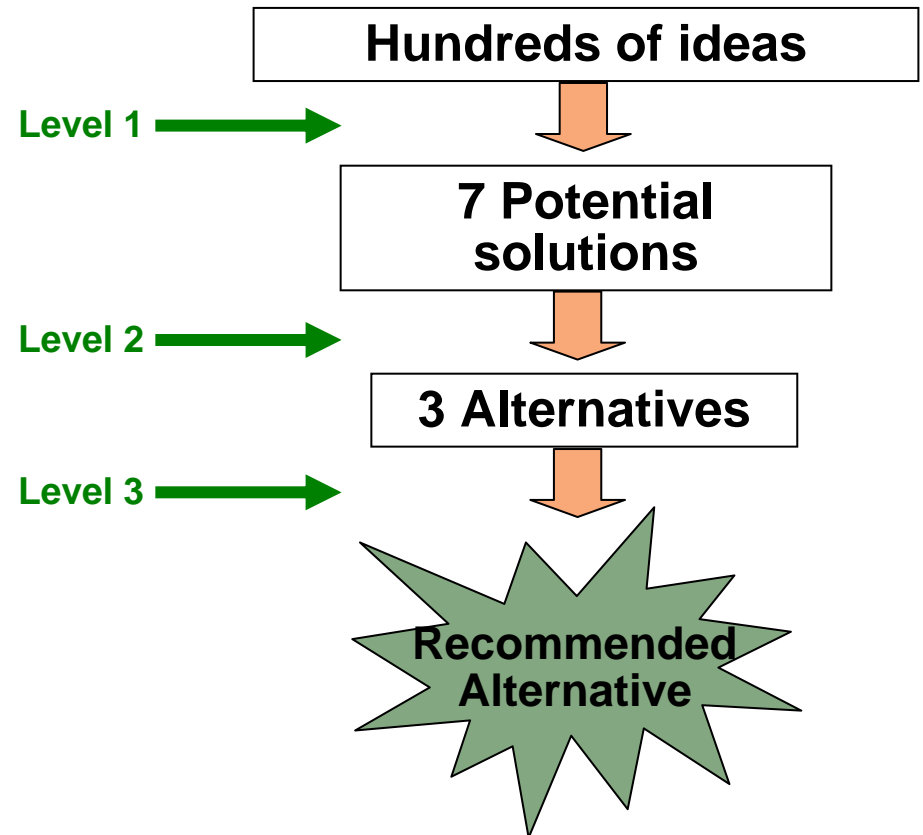 Hundreds of ideas
Level 1
7 Potential
solutions
Level 2
3 Alternatives
Level 3
Recommended
Alternative